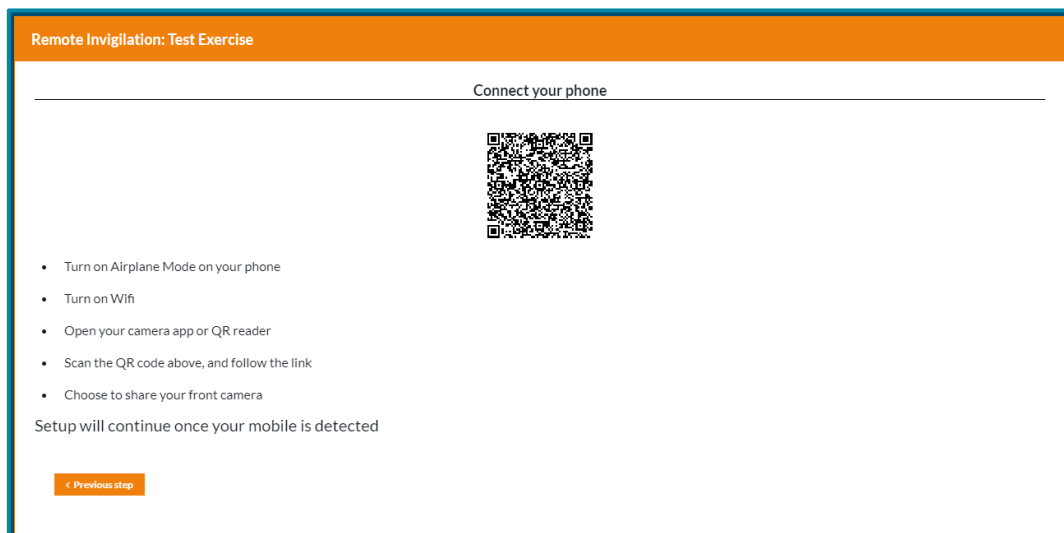 Remote Invigilation: Test Exercise
Connect your phone
• Turn on Airplane Mode on your phone
• Turn on Wifi
• Open your camera app or QR reader
• Scan the QR code above, and follow the link
• Choose to share your front camera
Setup will continue once your mobile is detected
< Previous step